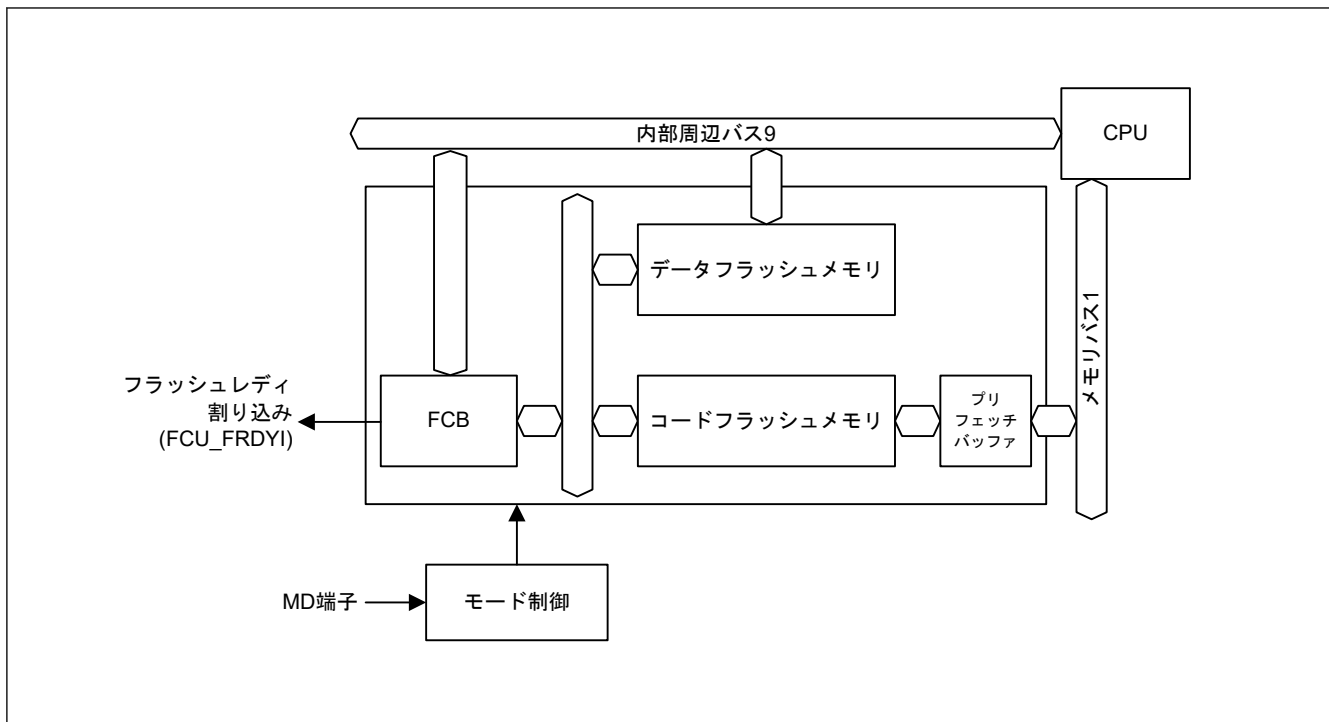 内部周辺バス9
CPU
データフラッシュメモリ
メモリバス1
フラッシュレディ
割り込み
(FCU_FRDYI)
FCB
コードフラッシュメモリ
プリ
フェッチ
バッファ
MD端子
モード制御